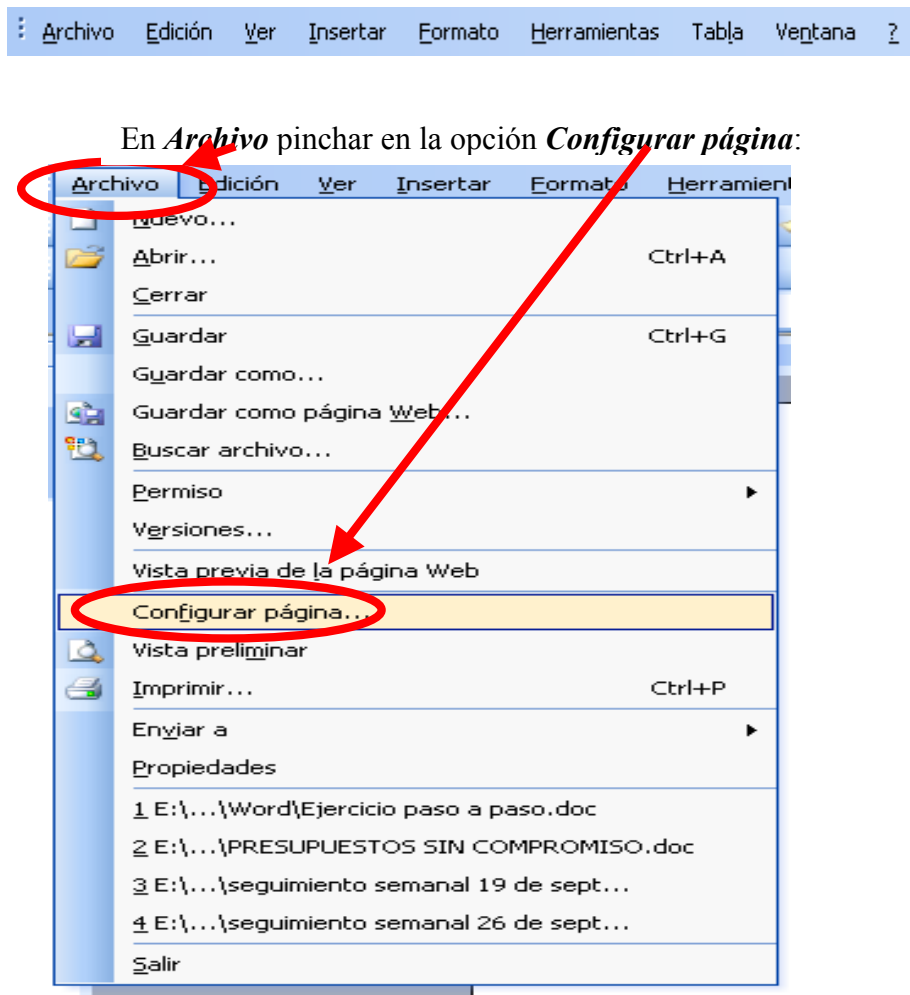 Archivo Edición Ver Insertar Formato Herramientas Tabla Ventana ?
En Archivo pinchar en la opción Configurar página:
Archivo Edición Ver Insertar Formato Herramien
Nuevo...
Abrir... Ctrl+A
Cerrar
Guardar Ctrl+G
Guardar como...
Guardar como página Web...
Buscar archivo...
Permiso
Versiones...
Vista previa de la página Web
Configurar página...
Vista preliminar
Imprimir... Ctrl+P
Enviar a
Propiedades
1 E:\...\Word\Ejercicio paso a paso.doc
2 E:\...\PRESUPUESTOS SIN COMPROMISO.doc
3 E:\...\seguimiento semanal 19 de sept...
4 E:\...\seguimiento semanal 26 de sept...
Salir